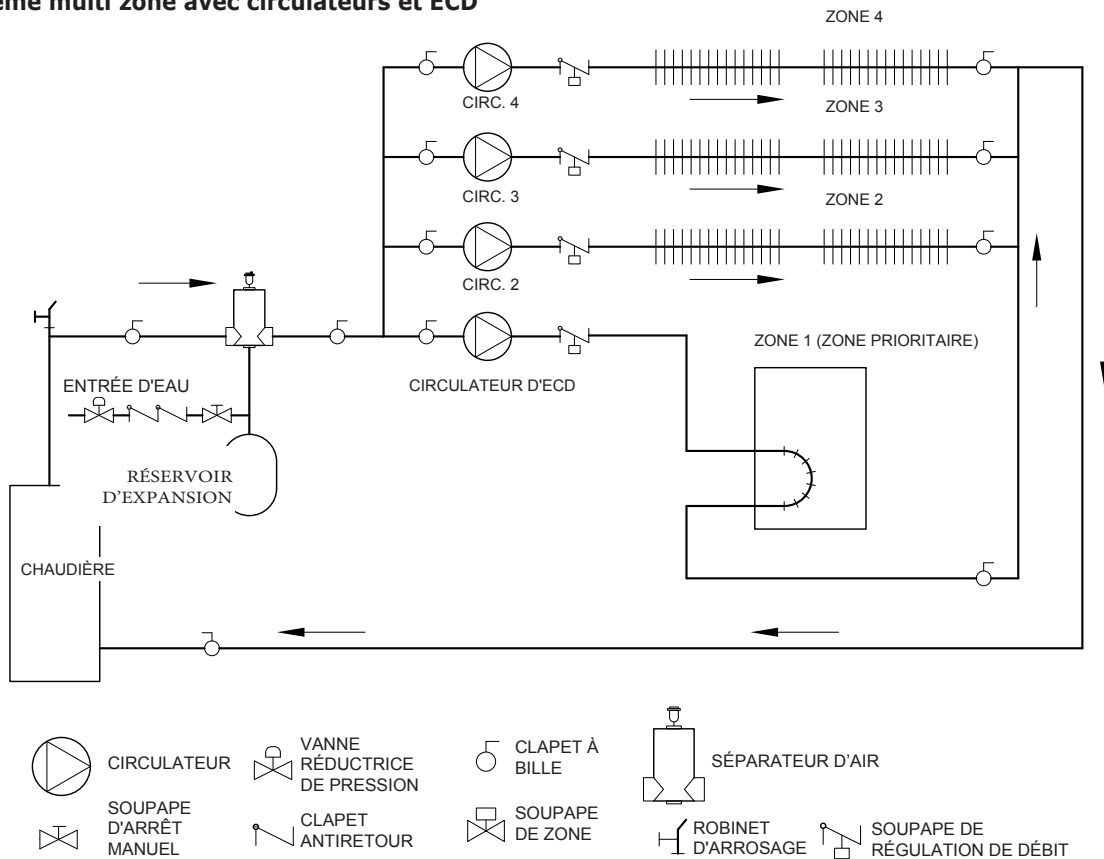 ème multi zone avec circulateurs et ECD
ZONE 4
CIRC. 4
ZONE 3
CIRC. 3
ZONE 2
CIRC. 2
ZONE 1 (ZONE PRIORITAIRE)
CIRCULATEUR D'ECD
ENTRÉE D'EAU
RÉSERVOIR
D’EXPANSION
CHAUDIÈRE
CIRCULATEUR
VANNE
RÉDUCTRICE
DE PRESSION
CLAPET À
BILLE
SÉPARATEUR D’AIR
SOUPAPE
D'ARRÊT
MANUEL
CLAPET
ANTIRETOUR
SOUPAPE
DE ZONE
ROBINET
D'ARROSAGE
SOUPAPE DE
RÉGULATION DE DÉBIT